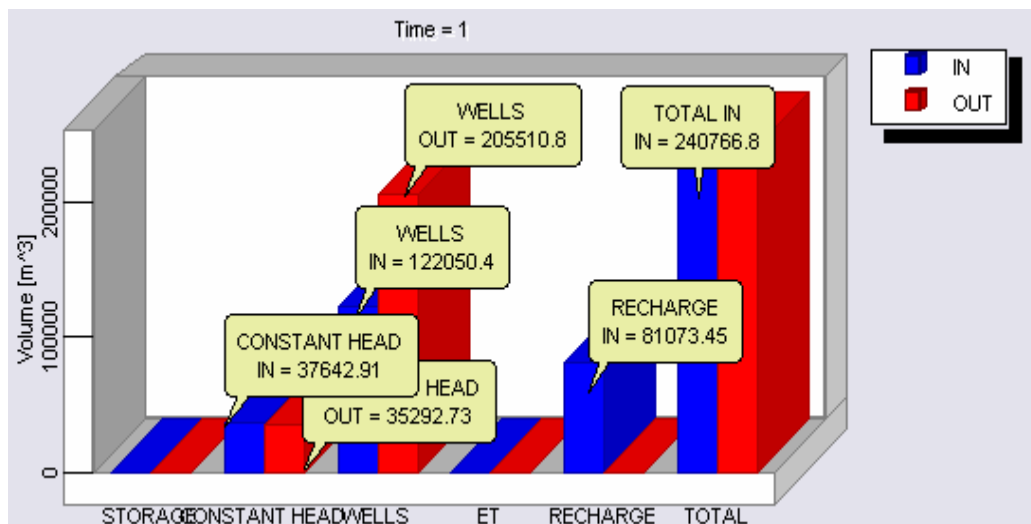 Time = 1
IN
OUT
WELLS
OUT = 205510.8
TOTAL IN
IN = 240766.8
WELLS
IN = 122050.4
RECHARGE
IN = 81073.45
CONSTANT HEAD
IN = 37642.91
HEAD
OUT = 35292.73
Volume [m^3]
200000
100000
0
STORAGE CONSTANT HEAD WELLS ET RECHARGE TOTAL